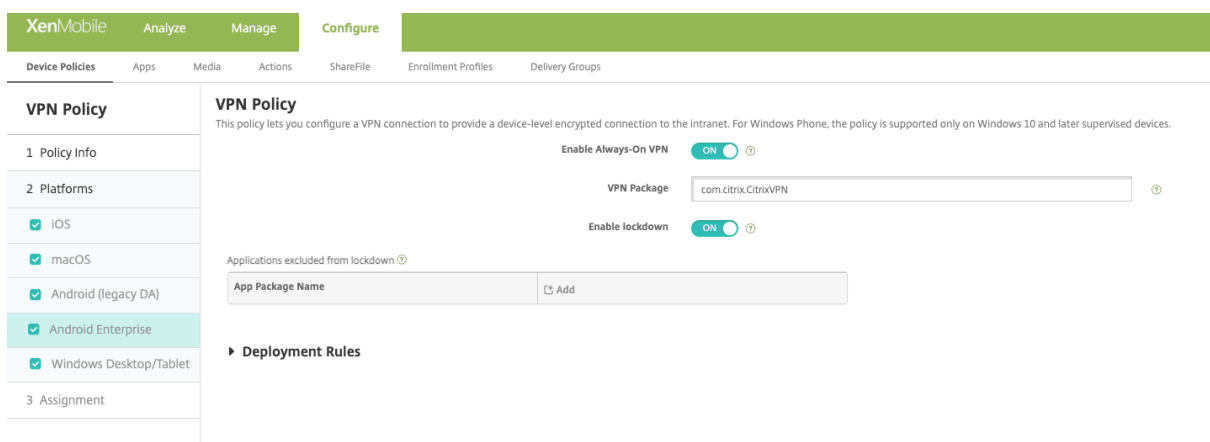 XenMobile Analyze Manage Configure
Device Policies Apps Media Actions ShareFile Enrollment Profiles Delivery Groups
VPN Policy
1 Policy Info
2 Platforms
iOS
macOS
Android (legacy DA)
Android Enterprise
Windows Desktop/Tablet
3 Assignment
VPN Policy
This policy lets you configure a VPN connection to provide a device-level encrypted connection to the intranet. For Windows Phone, the policy is supported only on Windows 10 and later supervised devices.
Enable Always-On VPN ON ?
VPN Package com.citrix.CitrixVPN ?
Enable lockdown ON ?
Applications excluded from lockdown ?
App Package Name Add
Deployment Rules